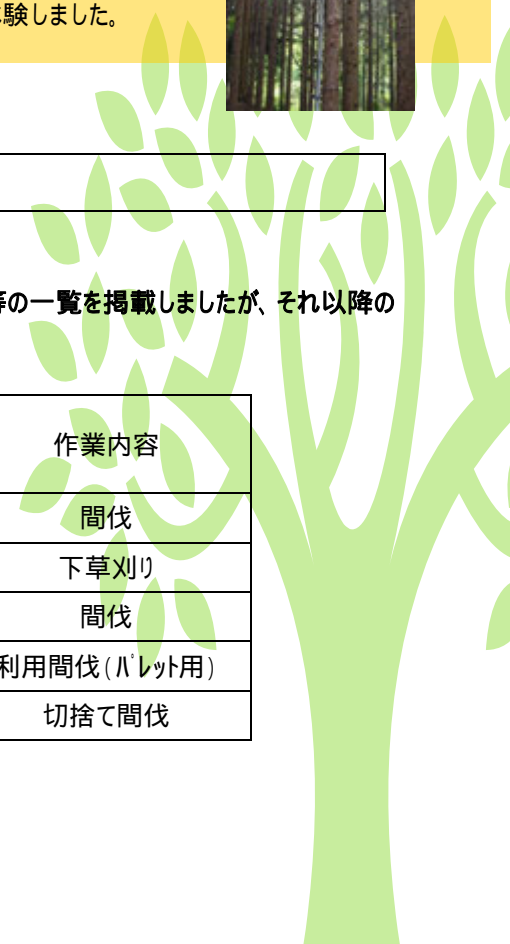 験しました。
等の一覧を掲載しましたが、それ以降の
作業内容
間伐
下草刈り
間伐
利用間伐(ﾊﾟﾚｯﾄ用)
切捨て間伐